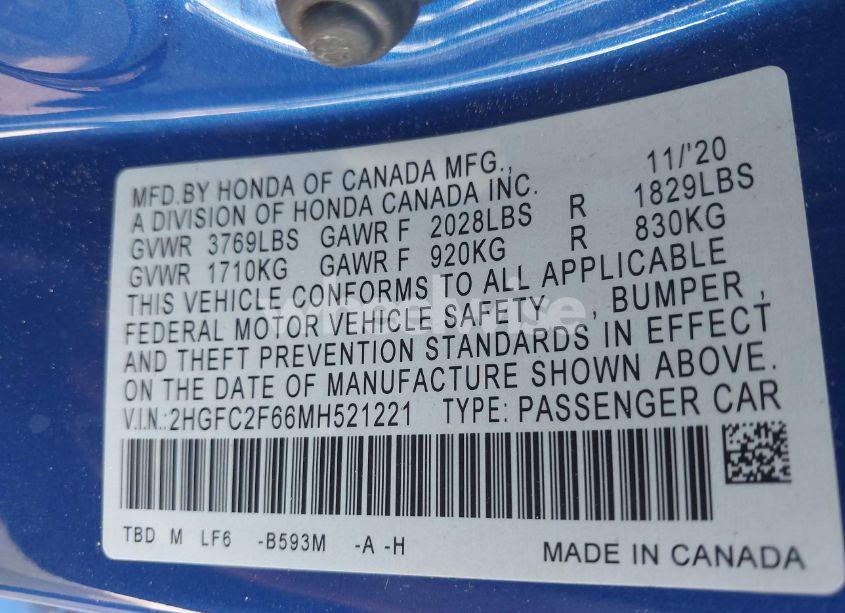 MFD.BY HONDA OF CANADA MFG., 11/'20
A DIVISION OF HONDA CANADA INC.
GVWR 3769LBS GAWR F 2028LBS R 1829LBS
GVWR 1710KG GAWR F 920KG R 830KG
THIS VEHICLE CONFORMS TO ALL APPLICABLE
FEDERAL MOTOR VEHICLE SAFETY , BUMPER ,
AND THEFT PREVENTION STANDARDS IN EFFECT
ON THE DATE OF MANUFACTURE SHOWN ABOVE.
V.I.N.:2HGFC2F66MH521221 TYPE: PASSENGER CAR
TBD M LF6 -B593M -A -H
MADE IN CANADA